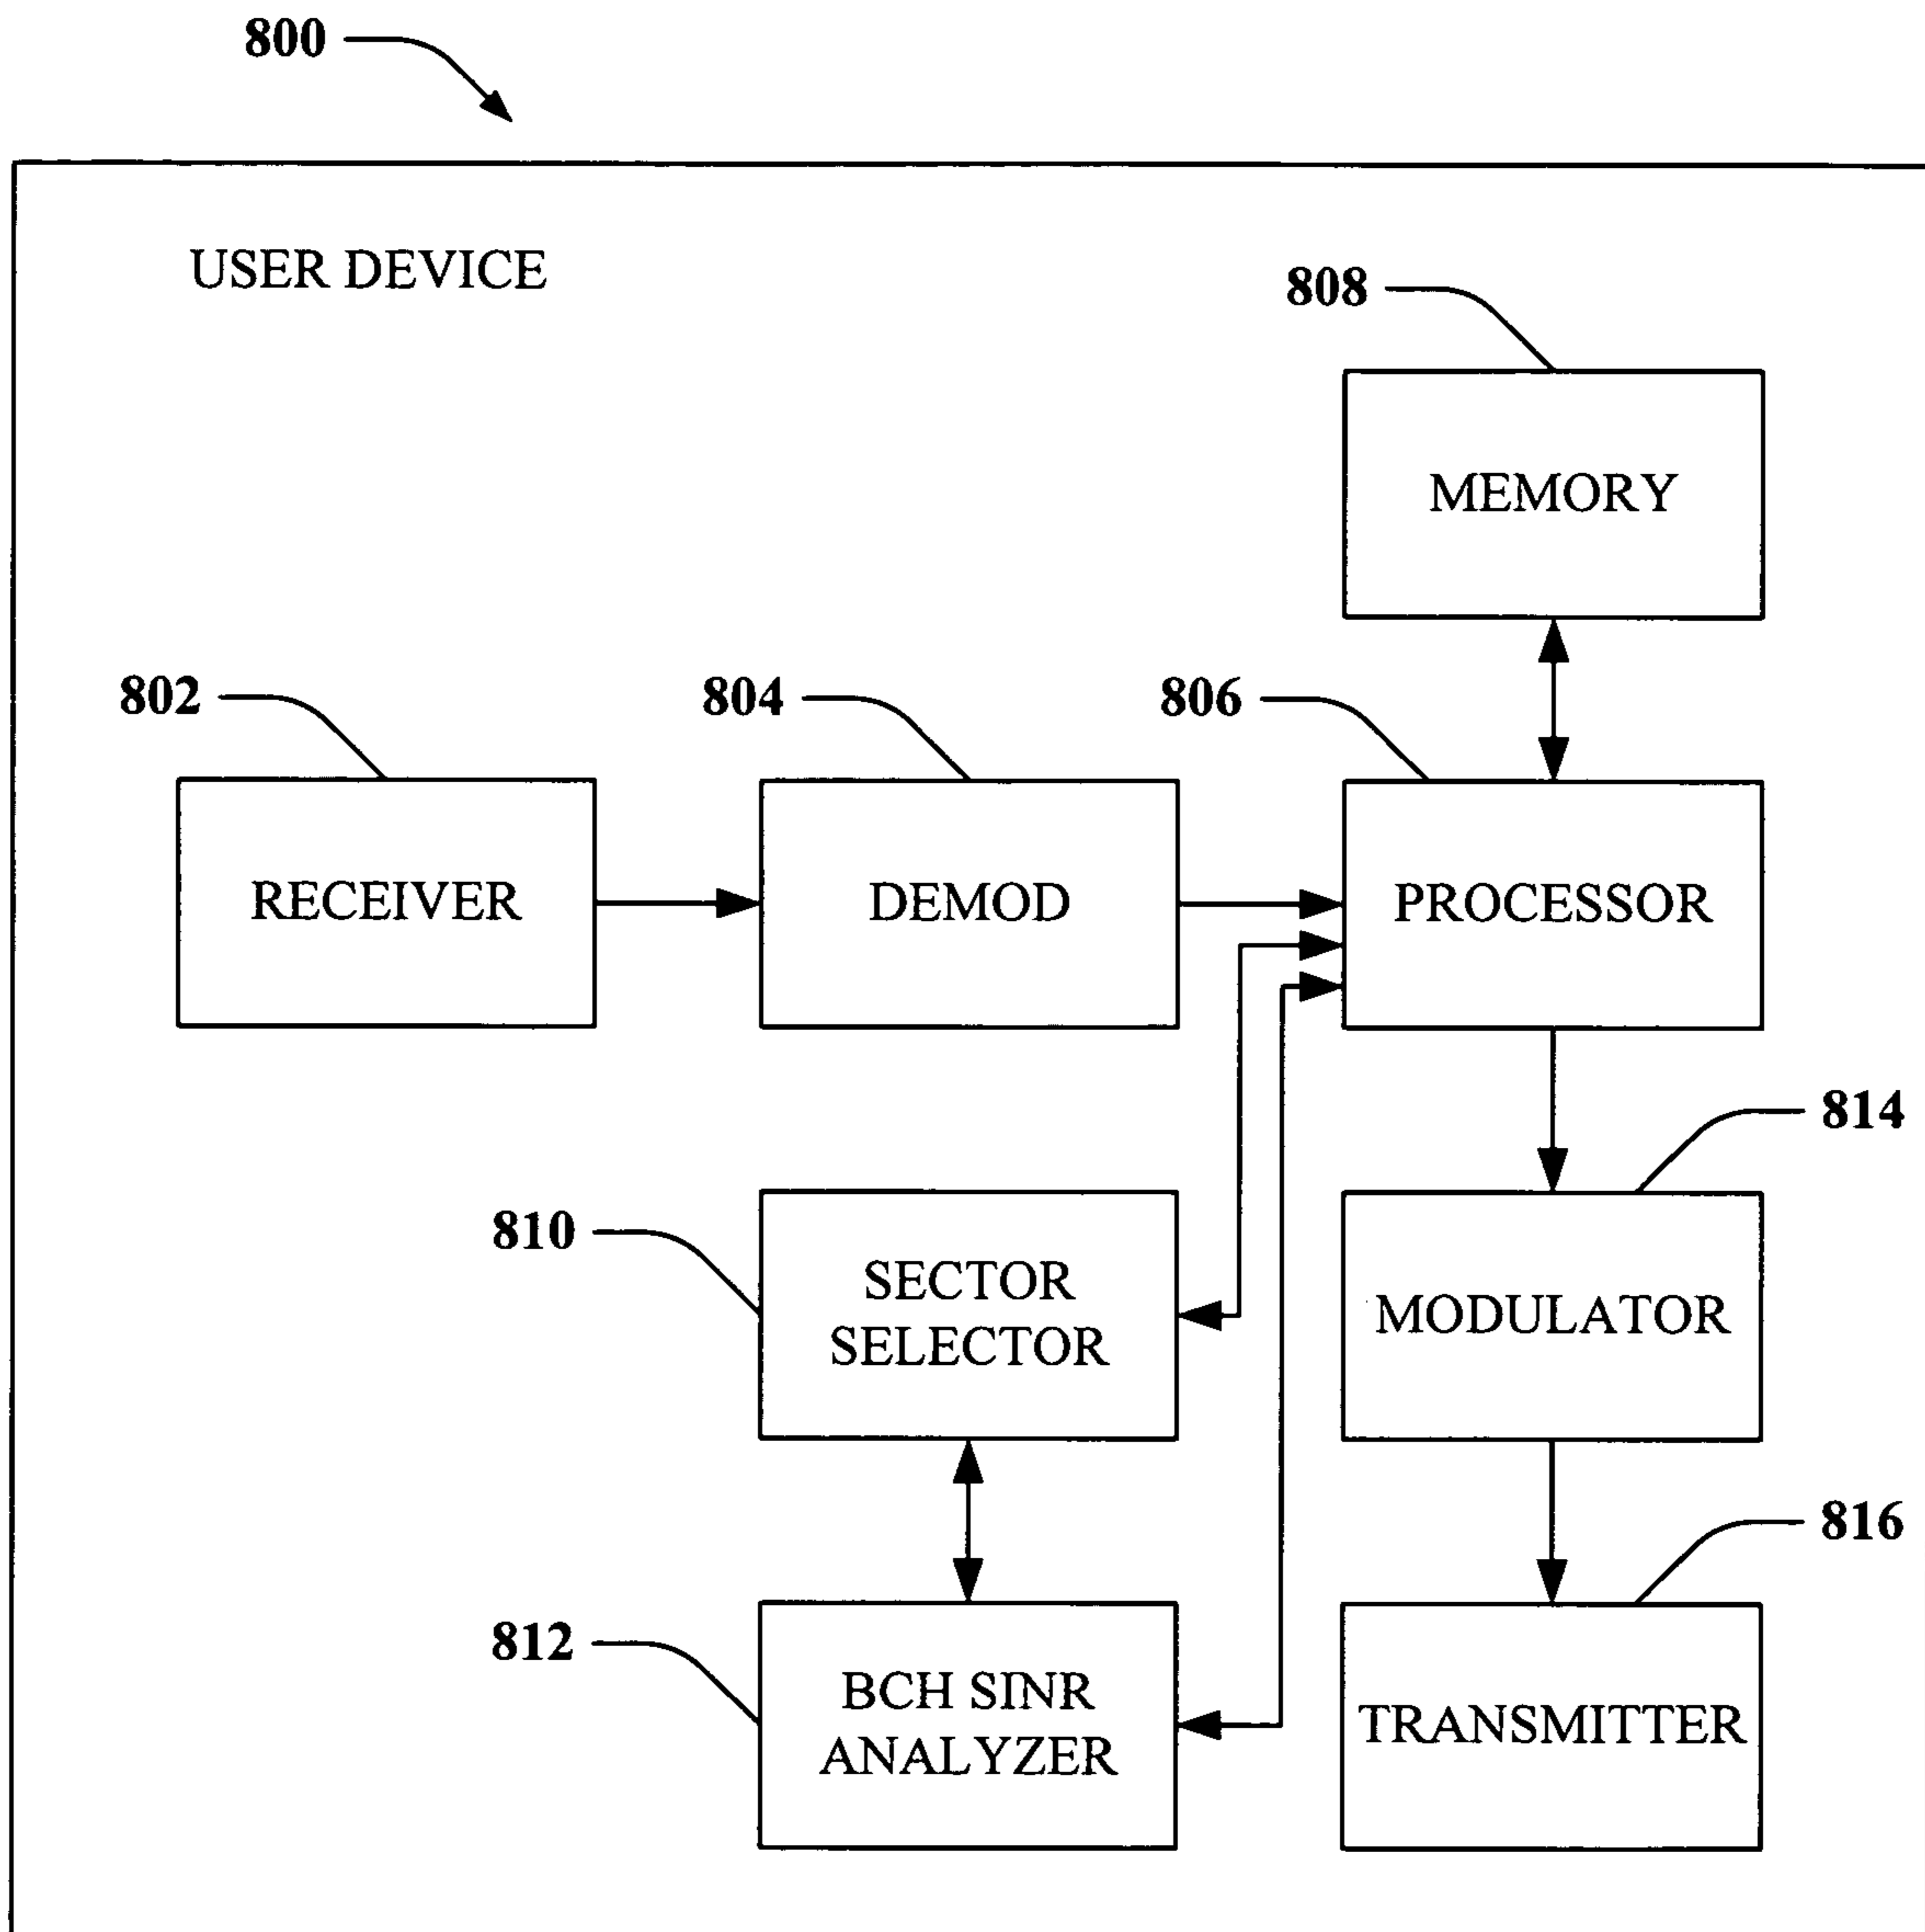 800
USER DEVICE
808
MEMORY
802
804
806
RECEIVER
DEMOD
PROCESSOR
814
810
SECTOR
SELECTOR
MODULATOR
816
812
BCH SINR
ANALYZER
TRANSMITTER